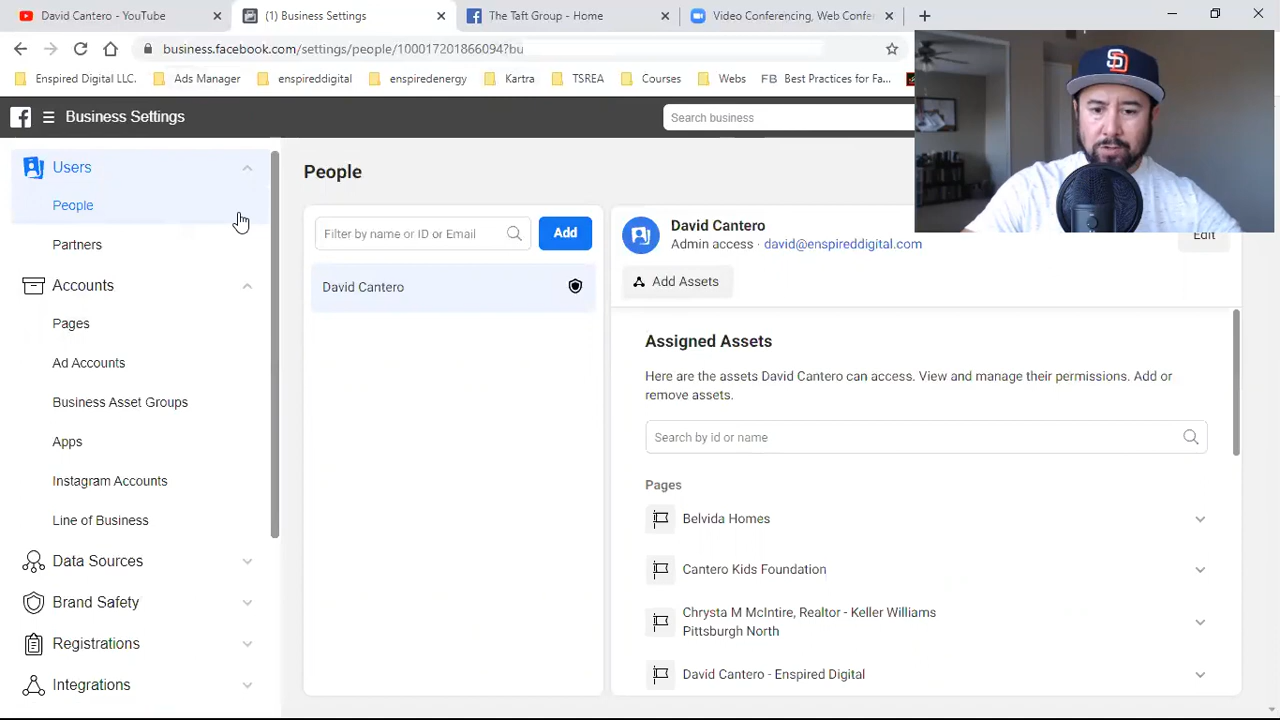 David Cantero - YouTube
(1) Business Settings
The Taft Group - Home
Video Conferencing, Web Confe
business.facebook.com/settings/people/100017201866094?bu
Enspired Digital LLC.
Ads Manager
enspireddigital
ensiredenergy
Kartra
TSREA
Courses
Webs
FB Best Practices for Fa...
Business Settings
Search business
SD
Users
People
Partners
Accounts
Pages
Ad Accounts
Business Asset Groups
Apps
Instagram Accounts
Line of Business
Data Sources
Brand Safety
Registrations
Integrations
People
Filter by name or ID or Email
Add
David Cantero
David Cantero
Admin access · david@enspireddigital.com
Edit
Add Assets
Assigned Assets
Here are the assets David Cantero can access. View and manage their permissions. Add or
remove assets.
Search by id or name
Pages
Belvida Homes
Cantero Kids Foundation
Chrysta M McIntire, Realtor - Keller Williams
Pittsburgh North
David Cantero - Enspired Digital